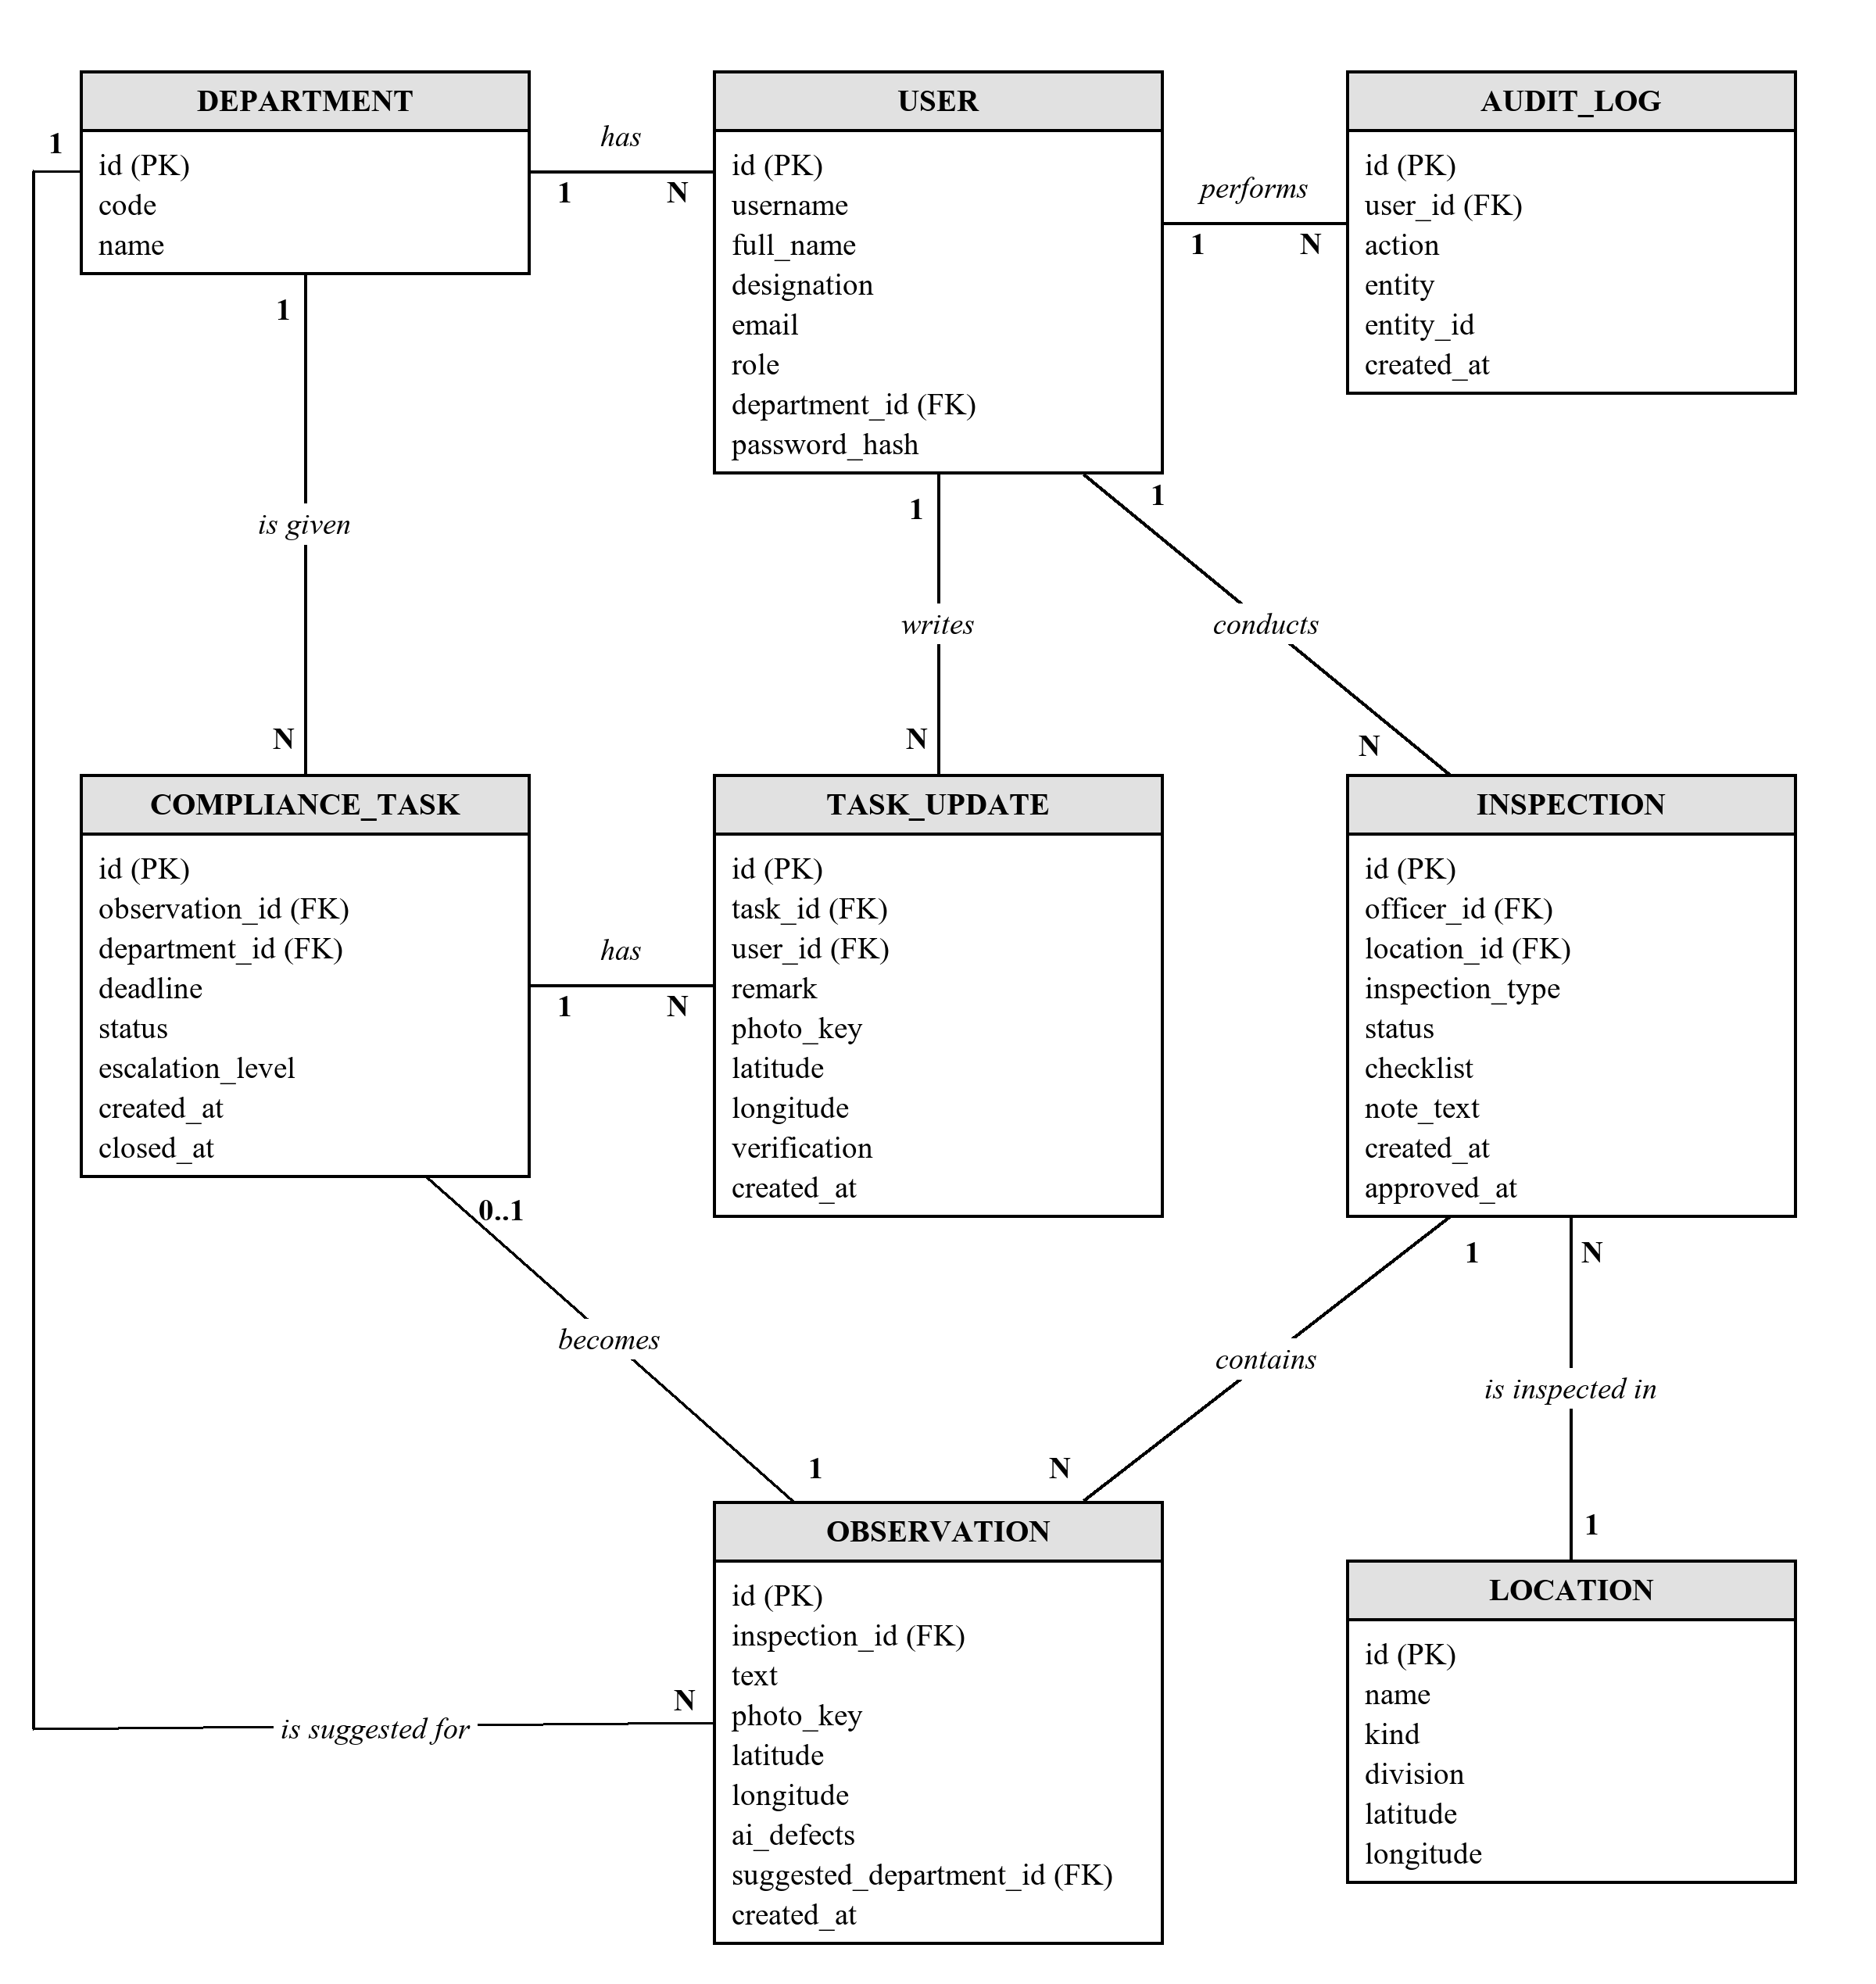 DEPARTMENT
id (PK)
code
name
1
has
1
N
USER
id (PK)
username
full_name
designation
email
role
department_id (FK)
password_hash
performs
1
N
AUDIT_LOG
id (PK)
user_id (FK)
action
entity
entity_id
created_at
1
is given
N
1
writes
N
1
conducts
N
COMPLIANCE_TASK
id (PK)
observation_id (FK)
department_id (FK)
deadline
status
escalation_level
created_at
closed_at
has
1
N
TASK_UPDATE
id (PK)
task_id (FK)
user_id (FK)
remark
photo_key
latitude
longitude
verification
created_at
INSPECTION
id (PK)
officer_id (FK)
location_id (FK)
inspection_type
status
checklist
note_text
created_at
approved_at
0..1
becomes
1
1
contains
N
N
is inspected in
1
is suggested for
N
OBSERVATION
id (PK)
inspection_id (FK)
text
photo_key
latitude
longitude
ai_defects
suggested_department_id (FK)
created_at
LOCATION
id (PK)
name
kind
division
latitude
longitude